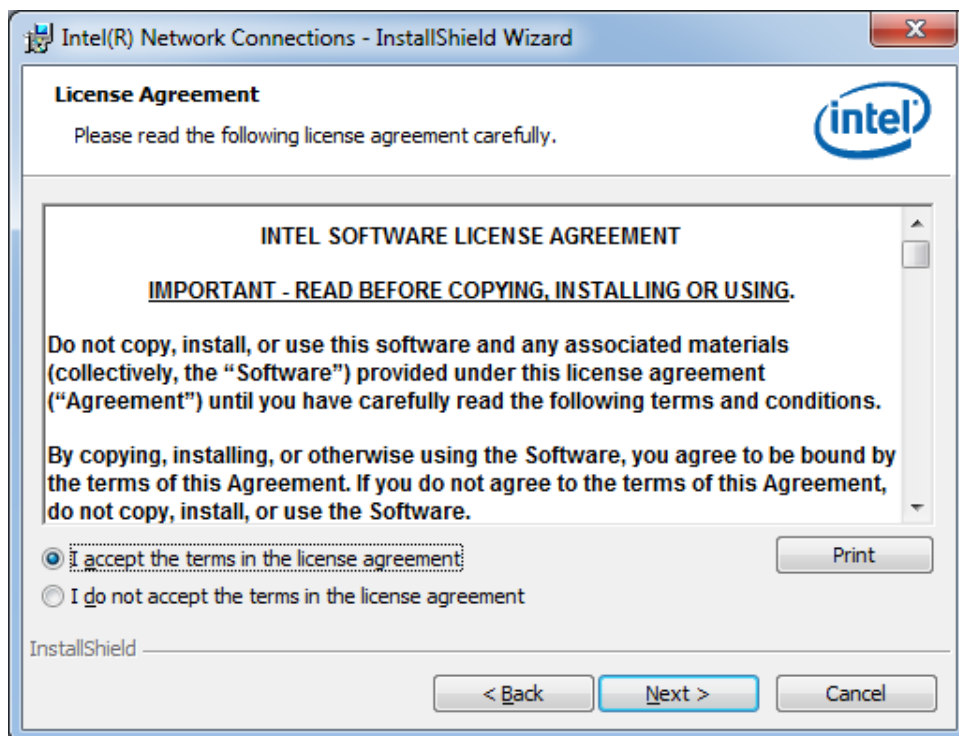 Intel(R) Network Connections - InstallShield Wizard
License Agreement
Please read the following license agreement carefully.
intel
INTEL SOFTWARE LICENSE AGREEMENT
IMPORTANT - READ BEFORE COPYING, INSTALLING OR USING.
Do not copy, install, or use this software and any associated materials
(collectively, the “Software”) provided under this license agreement
(“Agreement”) until you have carefully read the following terms and conditions.
By copying, installing, or otherwise using the Software, you agree to be bound by
the terms of this Agreement. If you do not agree to the terms of this Agreement,
do not copy, install, or use the Software.
I accept the terms in the license agreement
Print
I do not accept the terms in the license agreement
InstallShield
< Back
Next >
Cancel